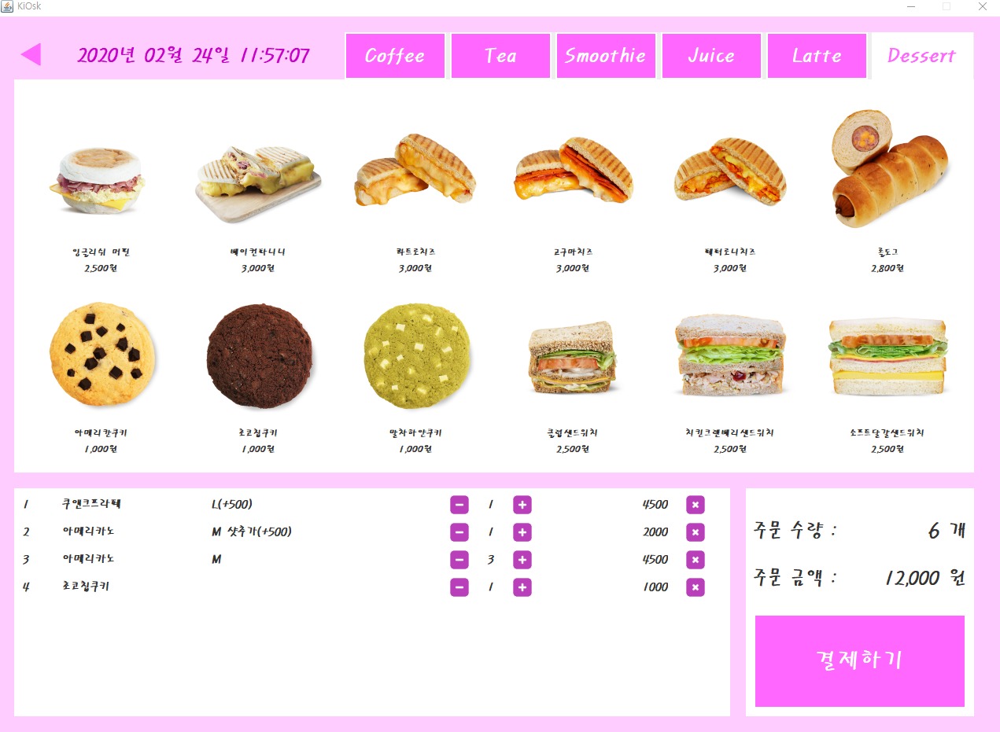 KiOsk
2020년 02월 24일 11:57:07
Coffee Tea Smoothie Juice Latte Dessert
잉글리쉬 머핀 베이컨파니니 콰트로치즈 고구마치즈 페퍼로니치즈 롤도그
2,500원 3,000원 3,000원 3,000원 3,000원 2,800원
아메리칸쿠키 초코칩쿠키 말차하얀쿠키 클럽샌드위치 치킨크랜베리샌드위치 소프트달걀샌드위치
1,000원 1,000원 1,000원 2,500원 2,500원 2,500원
1 쿠앤크프라페 L(+500) 1 4500
2 아메리카노 M 샷추가(+500) 1 2000
3 아메리카노 M 3 4500
4 초코칩쿠키 1 1000
주문 수량 : 6 개
주문 금액 : 12,000 원
결제하기